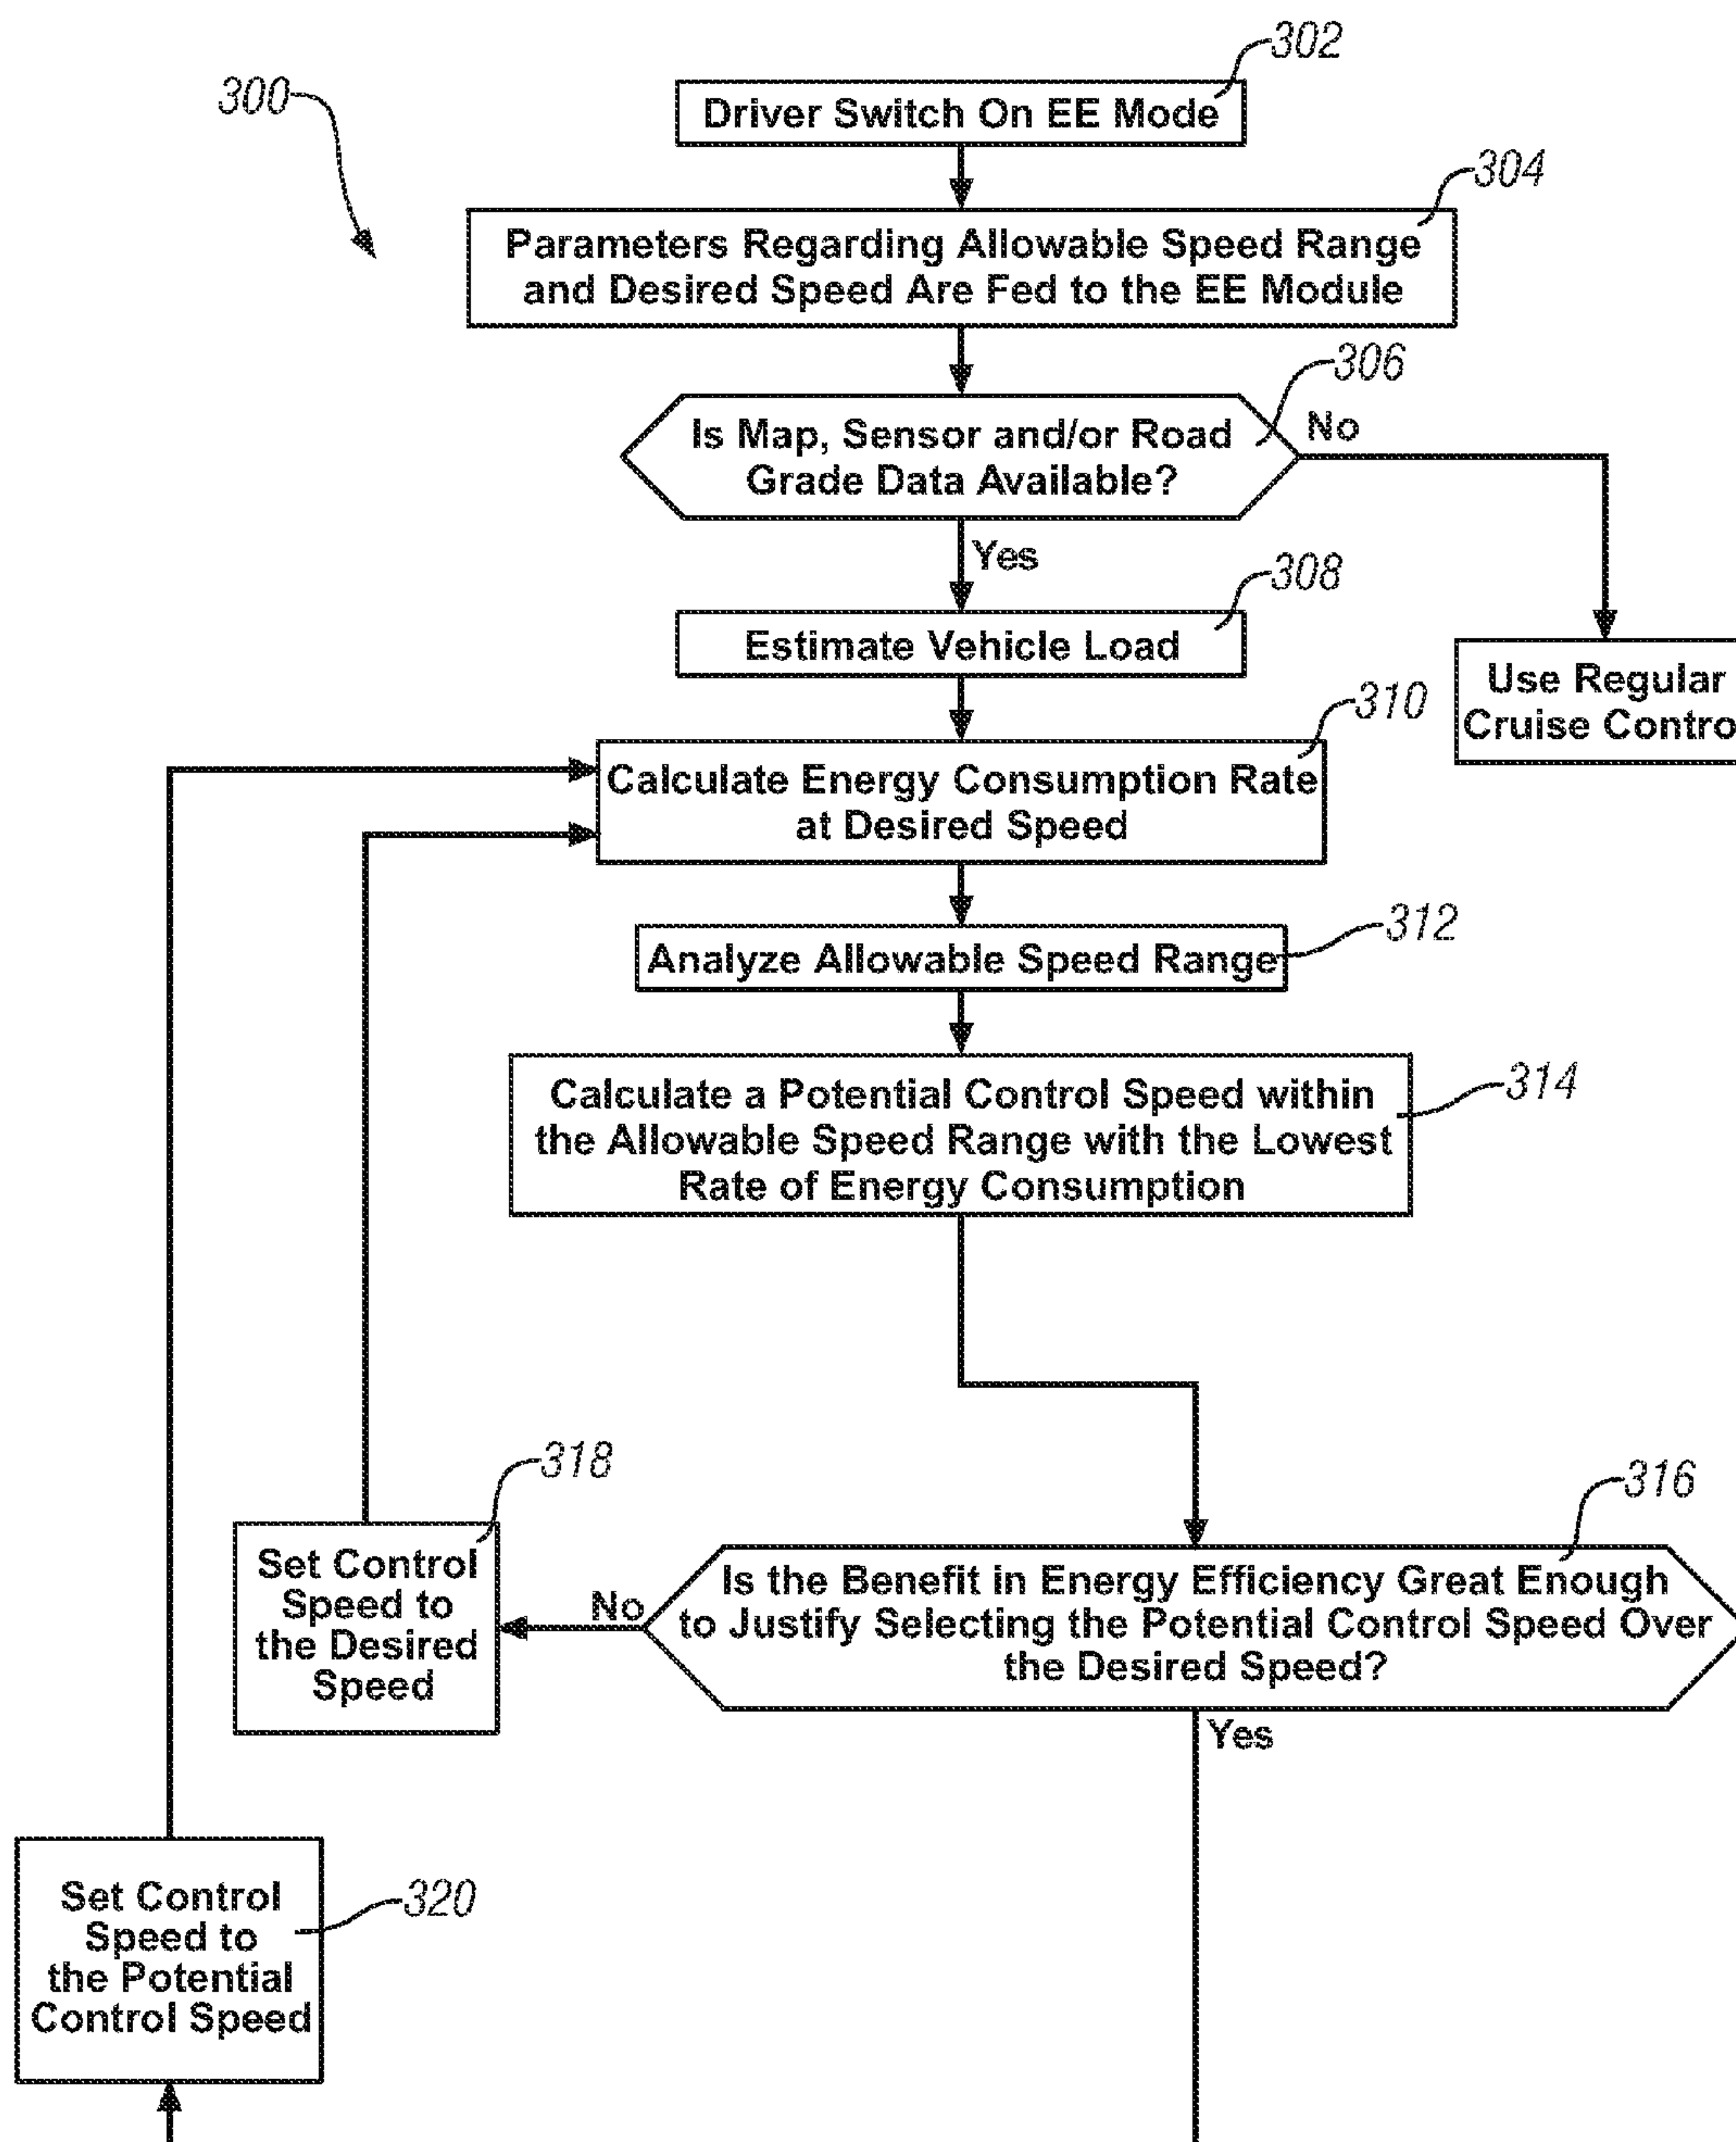 302
300
Driver Switch On EE Mode
304
Parameters Regarding Allowable Speed Range
and Desired Speed Are Fed to the EE Module
306
Is Map, Sensor and/or Road
Grade Data Available?
No
Yes
308
Estimate Vehicle Load
Use Regular
Cruise Contro
310
Calculate Energy Consumption Rate
at Desired Speed
312
Analyze Allowable Speed Range
314
Calculate a Potential Control Speed within
the Allowable Speed Range with the Lowest
Rate of Energy Consumption
318
316
Set Control
Speed to
the Desired
Speed
No
Is the Benefit in Energy Efficiency Great Enough
to Justify Selecting the Potential Control Speed Over
the Desired Speed?
Yes
320
Set Control
Speed to
the Potential
Control Speed